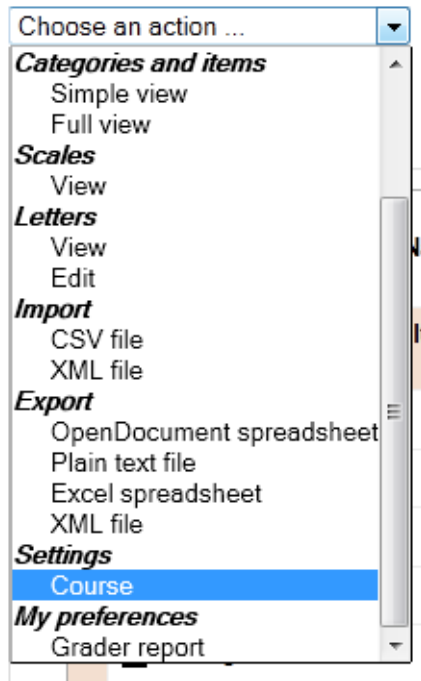 Choose an action ...
Categories and items
Simple view
Full view
Scales
View
Letters
View
Edit
Import
CSV file
XML file
Export
OpenDocument spreadsheet
Plain text file
Excel spreadsheet
XML file
Settings
Course
My preferences
Grader report